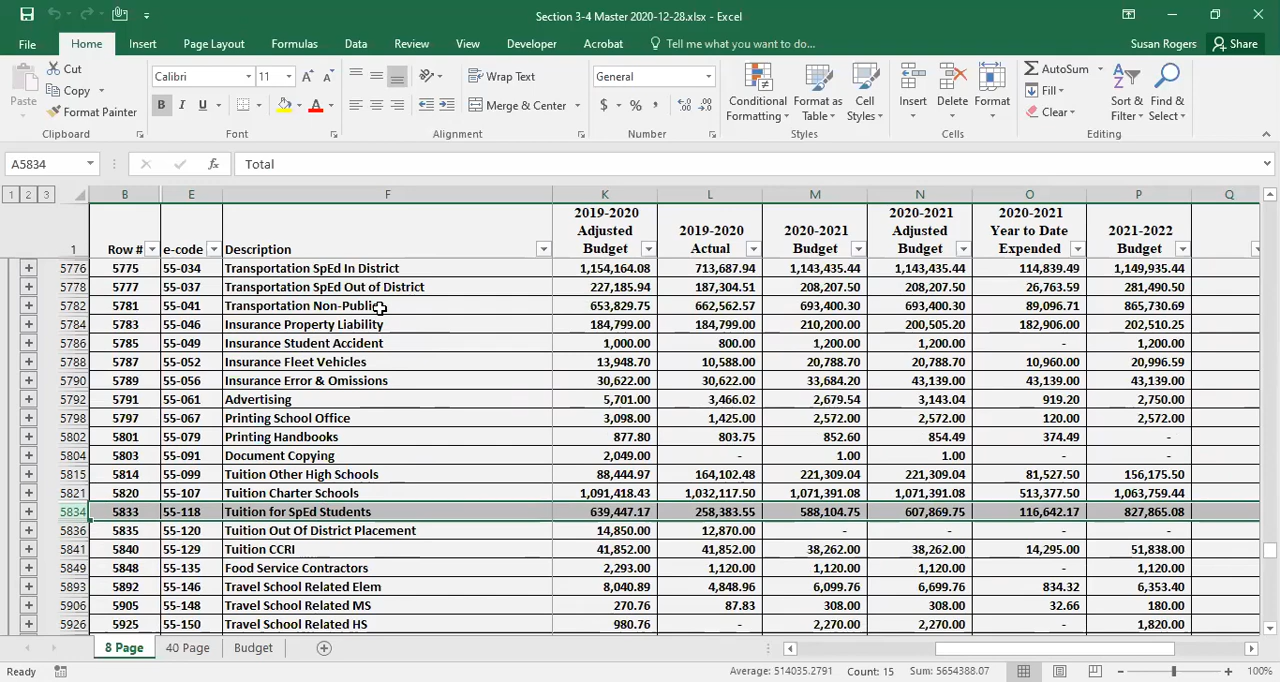 Section 3-4 Master 2020-12-28.xlsx - Excel
File Home Insert Page Layout Formulas Data Review View Developer Acrobat Tell me what you want to do... Susan Rogers Share
Cut
Copy
Format Painter
Paste
Calibri 11
B I U
Wrap Text
Merge & Center
General
$ % ,
Conditional Formatting
Format as Table
Cell Styles
Insert Delete Format
AutoSum
Fill
Clear
Sort & Filter
Find & Select
Clipboard Font Alignment Number Styles Cells Editing
A5834 fx Total
1 2 3 B E F K L M N O P Q
1 Row # e-code Description 2019-2020 Adjusted Budget 2019-2020 Actual 2020-2021 Budget 2020-2021 Adjusted Budget 2020-2021 Year to Date Expended 2021-2022 Budget
5776 5775 55-034 Transportation SpEd In District 1,154,164.08 713,687.94 1,143,435.44 1,143,435.44 114,839.49 1,149,935.44
5778 5777 55-037 Transportation SpEd Out of District 227,185.94 187,304.51 208,207.50 208,207.50 26,763.59 281,490.50
5782 5781 55-041 Transportation Non-Public 653,829.75 662,562.57 693,400.30 693,400.30 89,096.71 865,730.69
5784 5783 55-046 Insurance Property Liability 184,799.00 184,799.00 210,200.00 200,505.20 182,906.00 202,510.25
5786 5785 55-049 Insurance Student Accident 1,000.00 800.00 1,200.00 1,200.00 - 1,200.00
5788 5787 55-052 Insurance Fleet Vehicles 13,948.70 10,588.00 20,788.70 20,788.70 10,960.00 20,996.59
5790 5789 55-056 Insurance Error & Omissions 30,622.00 30,622.00 33,684.20 43,139.00 43,139.00 43,139.00
5792 5791 55-061 Advertising 5,701.00 3,466.02 2,679.54 3,143.04 919.20 2,750.00
5798 5797 55-067 Printing School Office 3,098.00 1,425.00 2,572.00 2,572.00 120.00 2,572.00
5802 5801 55-079 Printing Handbooks 877.80 803.75 852.60 854.49 374.49 -
5804 5803 55-091 Document Copying 2,049.00 - 1.00 1.00 - -
5815 5814 55-099 Tuition Other High Schools 88,444.97 164,102.48 221,309.04 221,309.04 81,527.50 156,175.50
5821 5820 55-107 Tuition Charter Schools 1,091,418.43 1,032,117.50 1,071,391.08 1,071,391.08 513,377.50 1,063,759.44
5834 5833 55-118 Tuition for SpEd Students 639,447.17 258,383.55 588,104.75 607,869.75 116,642.17 827,865.08
5836 5835 55-120 Tuition Out Of District Placement 14,850.00 12,870.00 - - - -
5841 5840 55-129 Tuition CCRI 41,852.00 41,852.00 38,262.00 38,262.00 14,295.00 51,838.00
5849 5848 55-135 Food Service Contractors 2,293.00 1,120.00 1,120.00 1,120.00 - 1,120.00
5893 5892 55-146 Travel School Related Elem 8,040.89 4,848.96 6,099.76 6,699.76 834.32 6,353.40
5906 5905 55-148 Travel School Related MS 270.76 87.83 308.00 308.00 32.66 180.00
5926 5925 55-150 Travel School Related HS 980.76 - 2,270.00 2,270.00 - 1,820.00
8 Page 40 Page Budget
Ready Average: 514035.2791 Count: 15 Sum: 5654388.07 100%